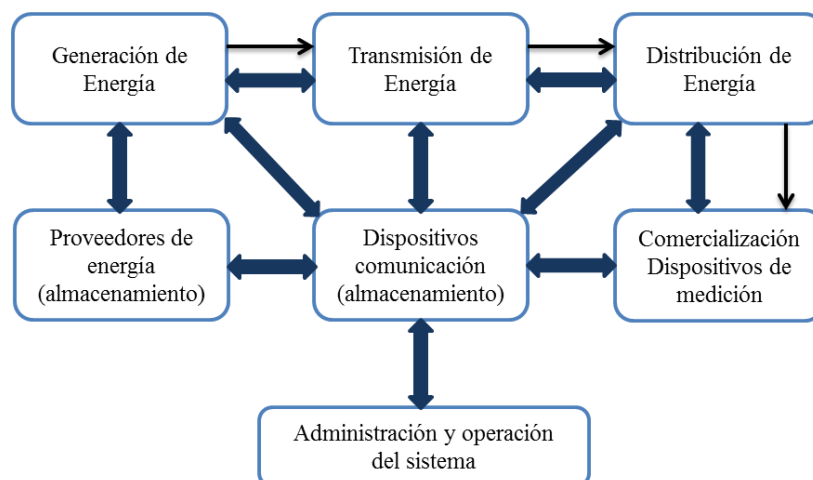 Generación de
Energía
Transmisión de
Energía
Distribución de
Energía
Proveedores de
energía
(almacenamiento)
Dispositivos
comunicación
(almacenamiento)
Comercialización
Dispositivos de
medición
Administración y operación
del sistema